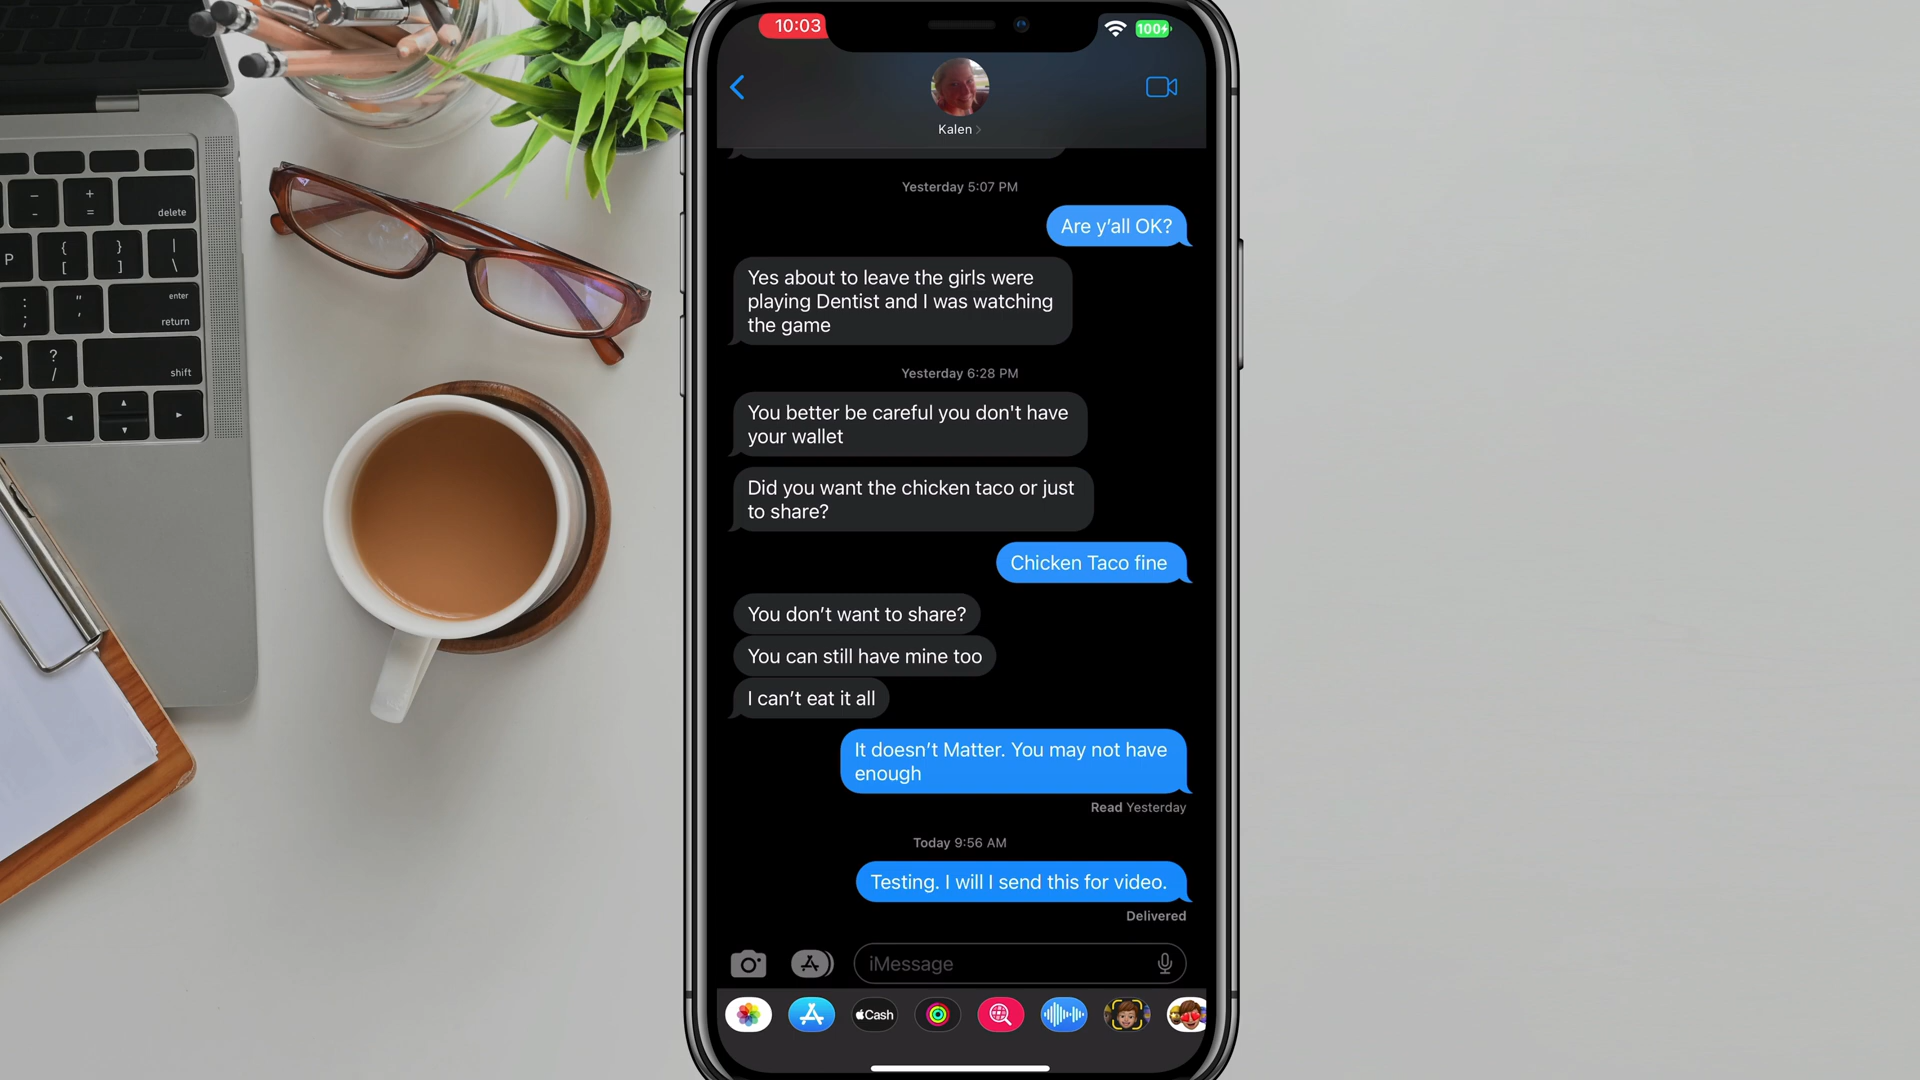 10:03
100
Kalen
Yesterday 5:07 PM
Are y’all OK?
Yes about to leave the girls were
playing Dentist and I was watching
the game
Yesterday 6:28 PM
You better be careful you don't have
your wallet
Did you want the chicken taco or just
to share?
Chicken Taco fine
You don’t want to share?
You can still have mine too
I can’t eat it all
It doesn’t Matter. You may not have
enough
Read Yesterday
Today 9:56 AM
Testing. I will I send this for video.
Delivered
iMessage
Cash
delete
P
enter
return
shift